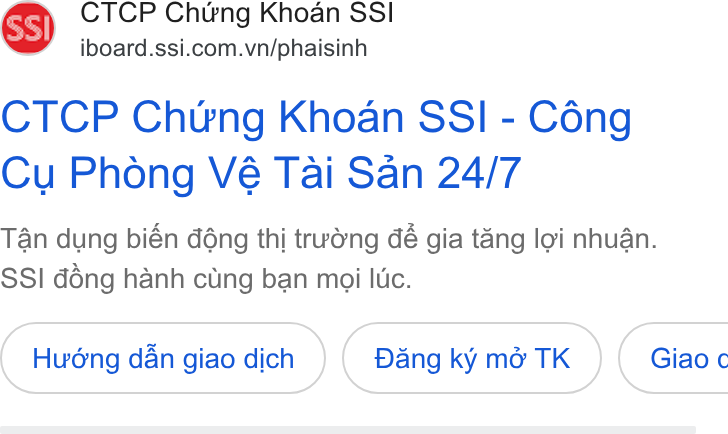 SSI
CTCP Chứng Khoán SSI
iboard.ssi.com.vn/phaisinh
CTCP Chứng Khoán SSI - Công
Cụ Phòng Vệ Tài Sản 24/7
Tận dụng biến động thị trường để gia tăng lợi nhuận.
SSI đồng hành cùng bạn mọi lúc.
Hướng dẫn giao dịch
Đăng ký mở TK
Giao